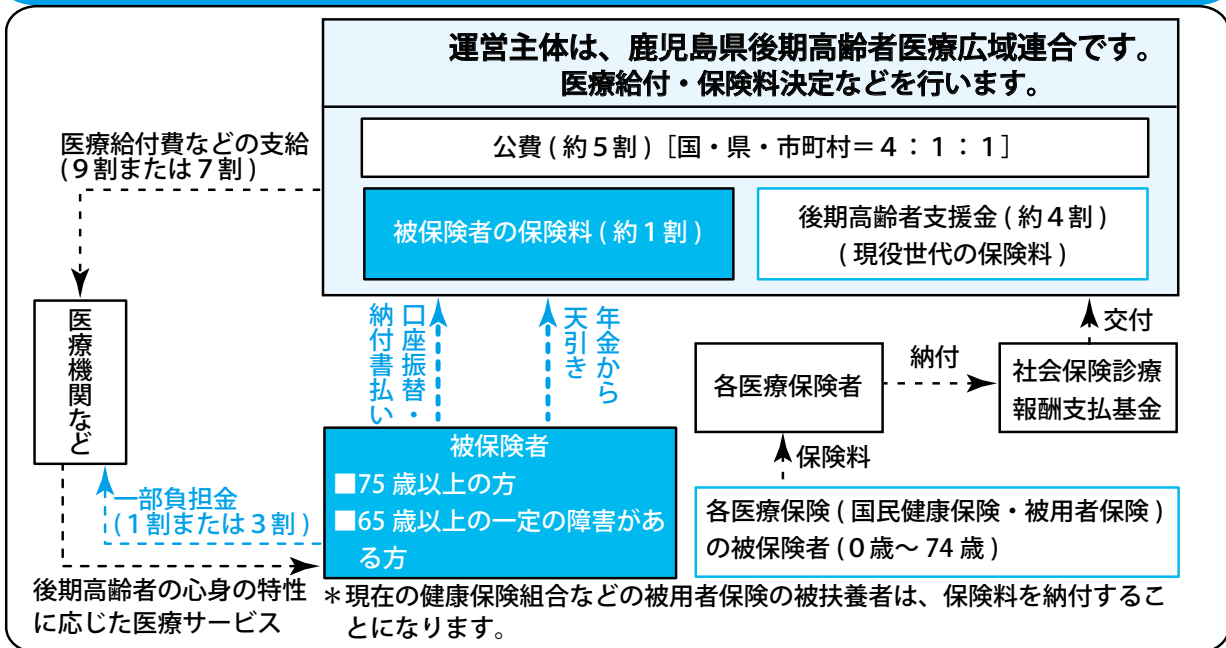 運営主体は、鹿児島県後期高齢者医療広域連合です。
医療給付・保険料決定などを行います。
公費(約5割)[国・県・市町村=4:1:1]
被保険者の保険料(約1割)
後期高齢者支援金(約4割)
(現役世代の保険料)
医療給付費などの支給
(9割または7割)
医療機関など
口座振替・
納付書払い
年金から
天引き
各医療保険者
納付
社会保険診療
報酬支払基金
交付
保険料
被保険者
■75歳以上の方
■65歳以上の一定の障害があ
る方
各医療保険(国民健康保険・被用者保険)
の被保険者(0歳～74歳)
一部負担金
(1割または3割)
後期高齢者の心身の特性
に応じた医療サービス
*現在の健康保険組合などの被用者保険の被扶養者は、保険料を納付するこ
とになります。